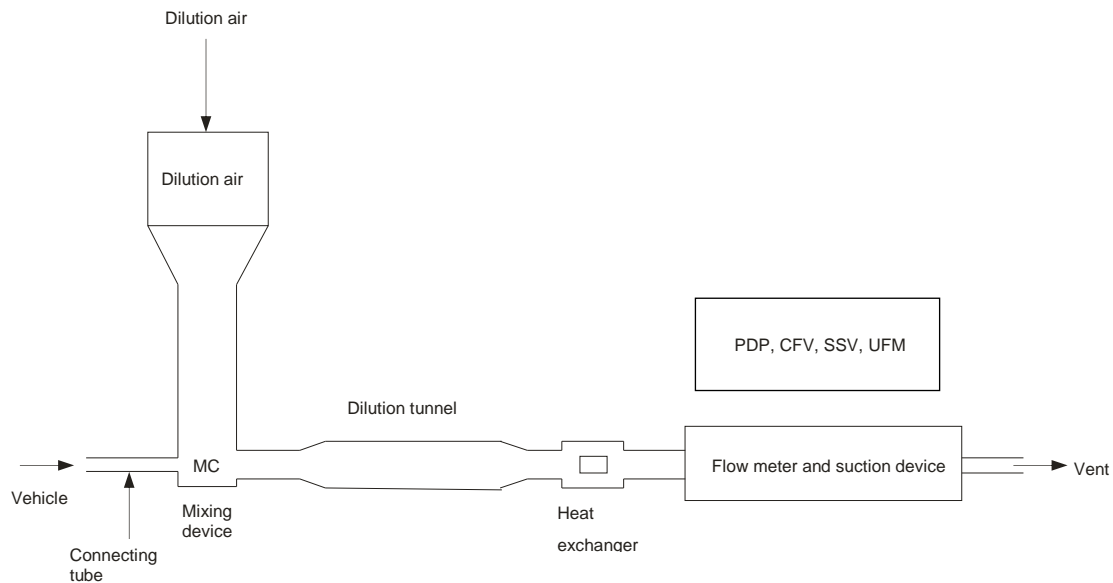 Dilution air
Dilution air
PDP, CFV, SSV, UFM
Dilution tunnel
MC
Flow meter and suction device
Vent
Vehicle
Mixing
device
Heat
exchanger
Connecting
tube